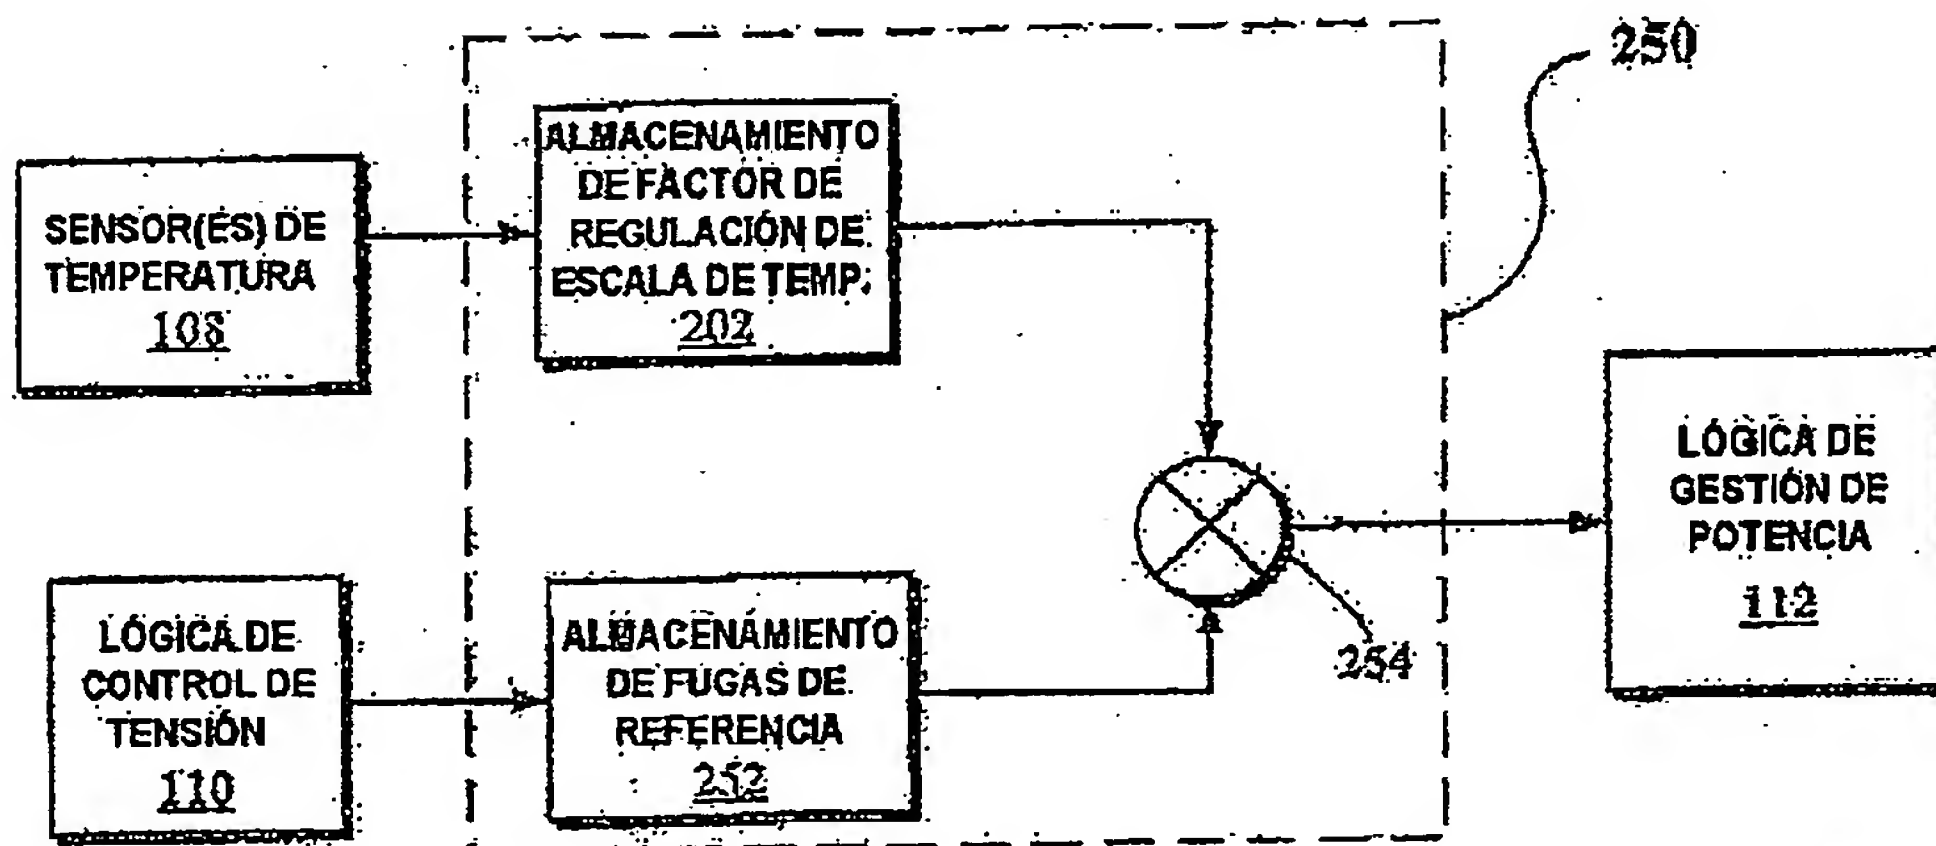 250
ALMACENAMIENTO
DE FACTOR DE
REGULACIÓN DE
ESCALA DE TEMP.
202
SENSOR(ES) DE
TEMPERATURA
108
LÓGICA DE
GESTIÓN DE
POTENCIA
112
LÓGICA DE
CONTROL DE
TENSIÓN
110
ALMACENAMIENTO
DE FUGAS DE
REFERENCIA
252
254